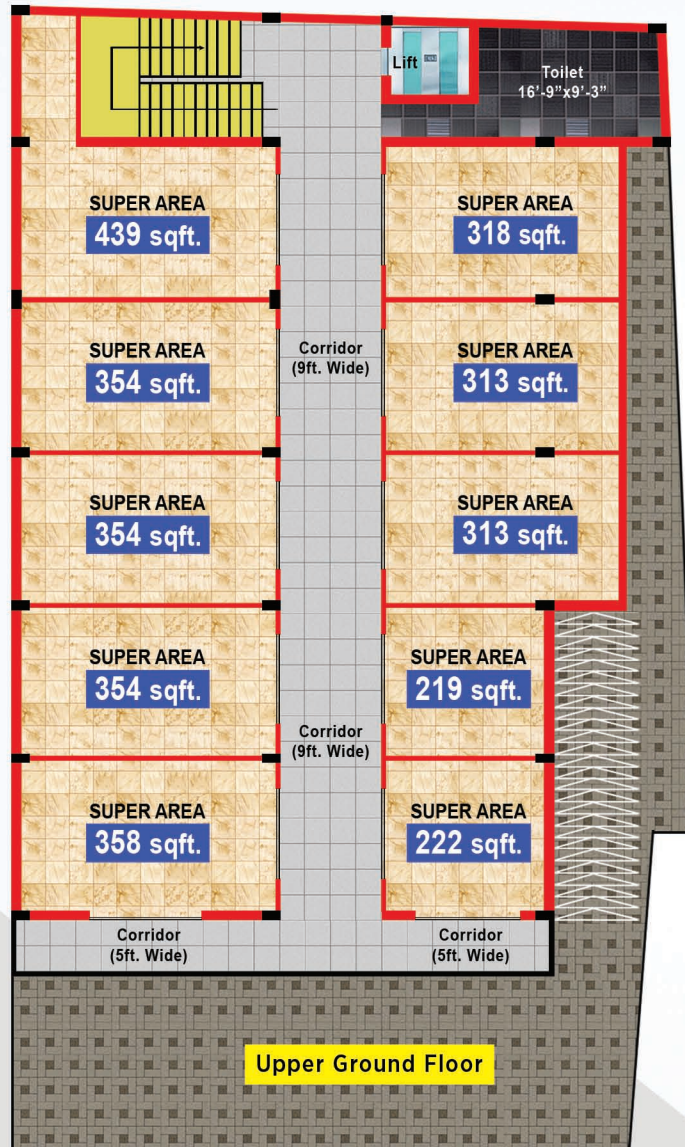 Lift
Toilet
16'-9"x9'-3"
SUPER AREA
439 sqft.
SUPER AREA
318 sqft.
SUPER AREA
354 sqft.
Corridor
(9ft. Wide)
SUPER AREA
313 sqft.
SUPER AREA
354 sqft.
SUPER AREA
313 sqft.
SUPER AREA
354 sqft.
SUPER AREA
219 sqft.
Corridor
(9ft. Wide)
SUPER AREA
358 sqft.
SUPER AREA
222 sqft.
Corridor
(5ft. Wide)
Corridor
(5ft. Wide)
Upper Ground Floor